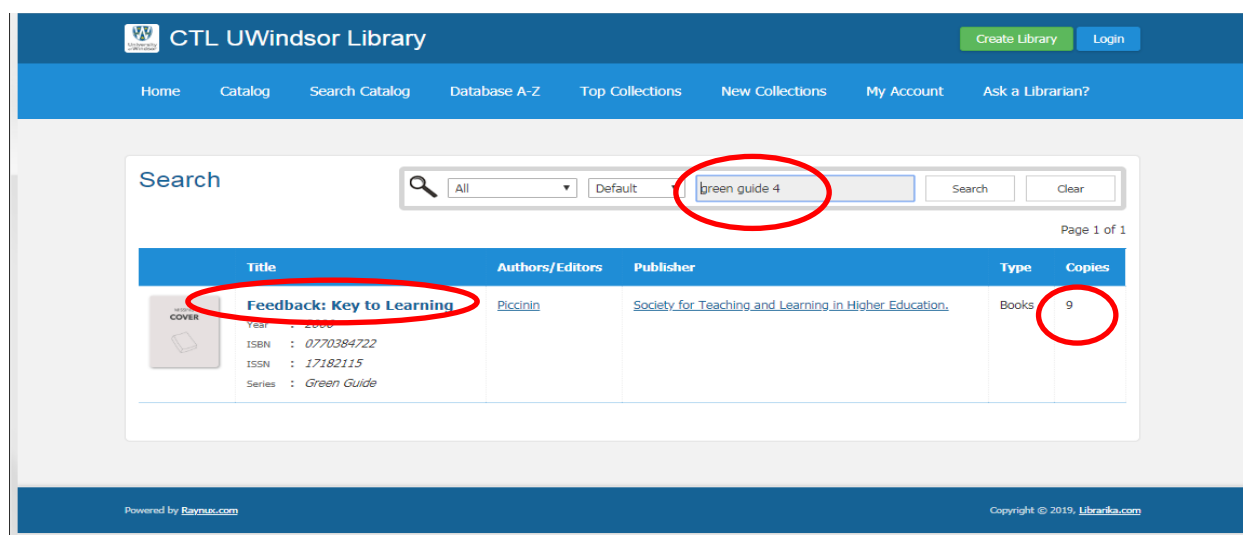 CTL UWindsor Library
Create Library Login
Home Catalog Search Catalog Database A-Z Top Collections New Collections My Account Ask a Librarian?
Search
All Default green guide 4 Search Clear
Page 1 of 1
Title Authors/Editors Publisher Type Copies
COVER
Feedback: Key to Learning Piccinin Society for Teaching and Learning in Higher Education. Books 9
Year :
ISBN : 0770384722
ISSN : 17182115
Series : Green Guide
Powered by Raynux.com Copyright © 2019, Librarika.com